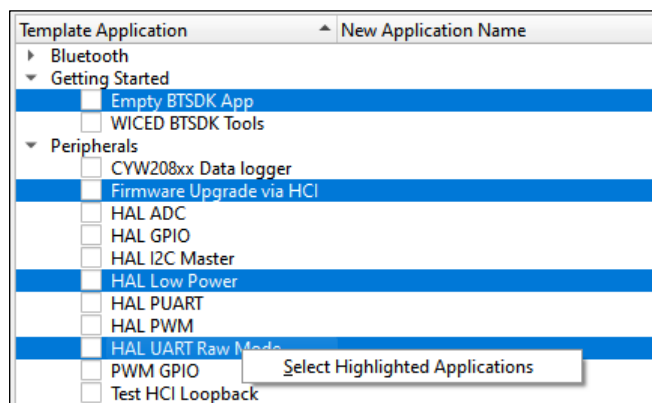 Template Application New Application Name
Bluetooth
Getting Started
Empty BTSDK App
WICED BTSDK Tools
Peripherals
CYW208xx Data logger
Firmware Upgrade via HCI
HAL ADC
HAL GPIO
HAL I2C Master
HAL Low Power
HAL PUART
HAL PWM
HAL UART Raw Mode
PWM GPIO
Select Highlighted Applications
Test HCI Loopback